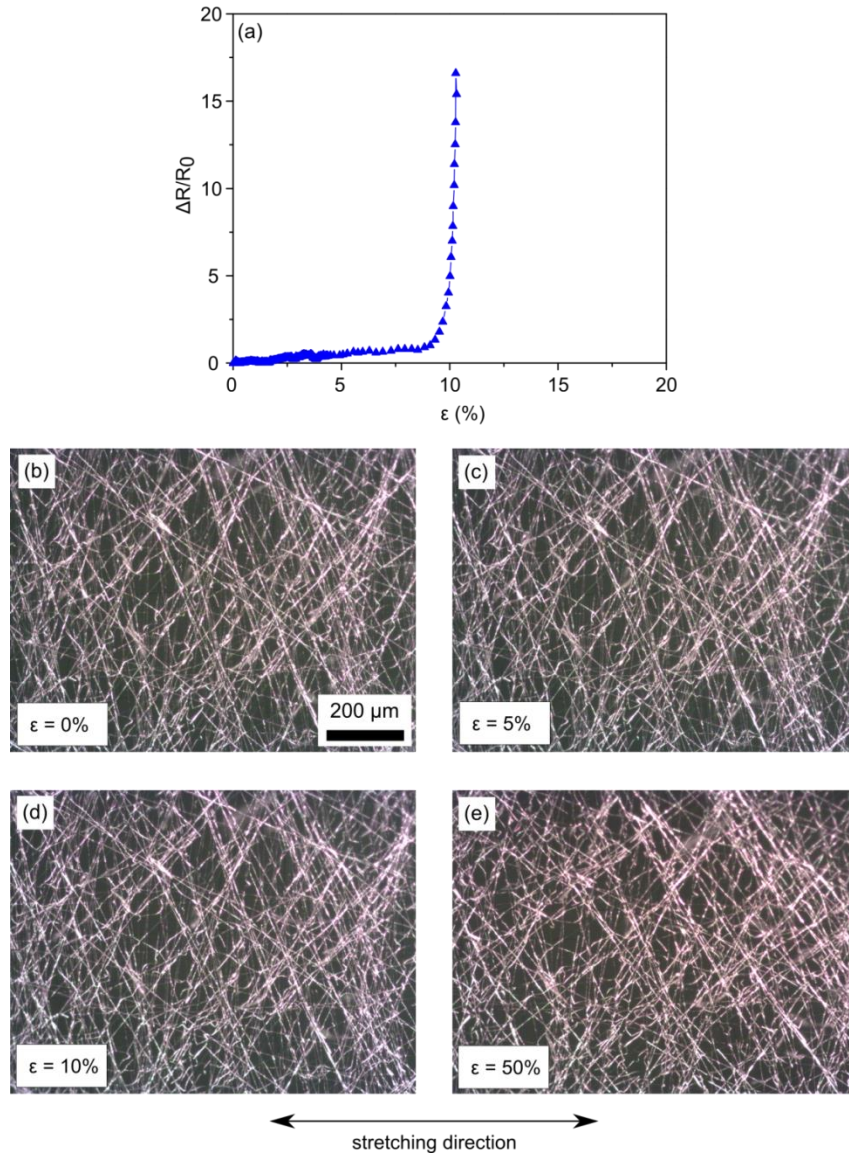 (a)
20
15
10
5
0
ΔR/R₀
0 5 10 15 20
ε (%)
(b)
ε = 0%
200 µm
(c)
ε = 5%
(d)
ε = 10%
(e)
ε = 50%
stretching direction